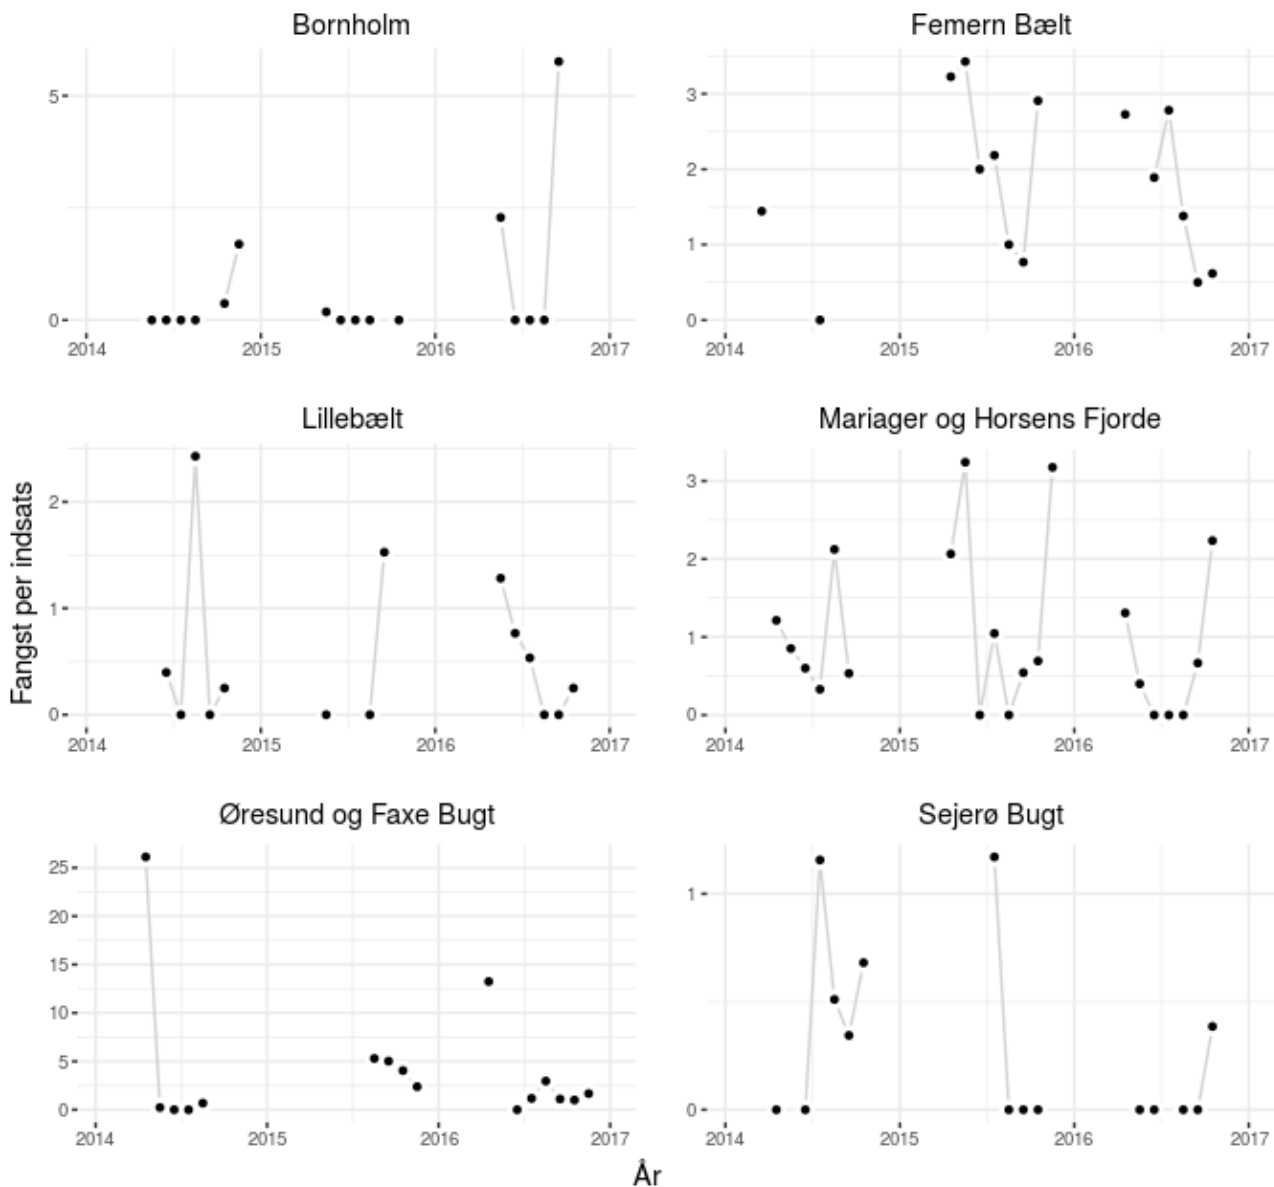 Bornholm
Femern Bælt
5
0
2014 2015 2016 2017
3
2
1
0
2014 2015 2016 2017
Lillebælt
Mariager og Horsens Fjorde
Fangst per indsats
2
1
0
2014 2015 2016 2017
3
2
1
0
2014 2015 2016 2017
Øresund og Faxe Bugt
Sejerø Bugt
25
20
15
10
5
0
2014 2015 2016 2017
1
0
2014 2015 2016 2017
År